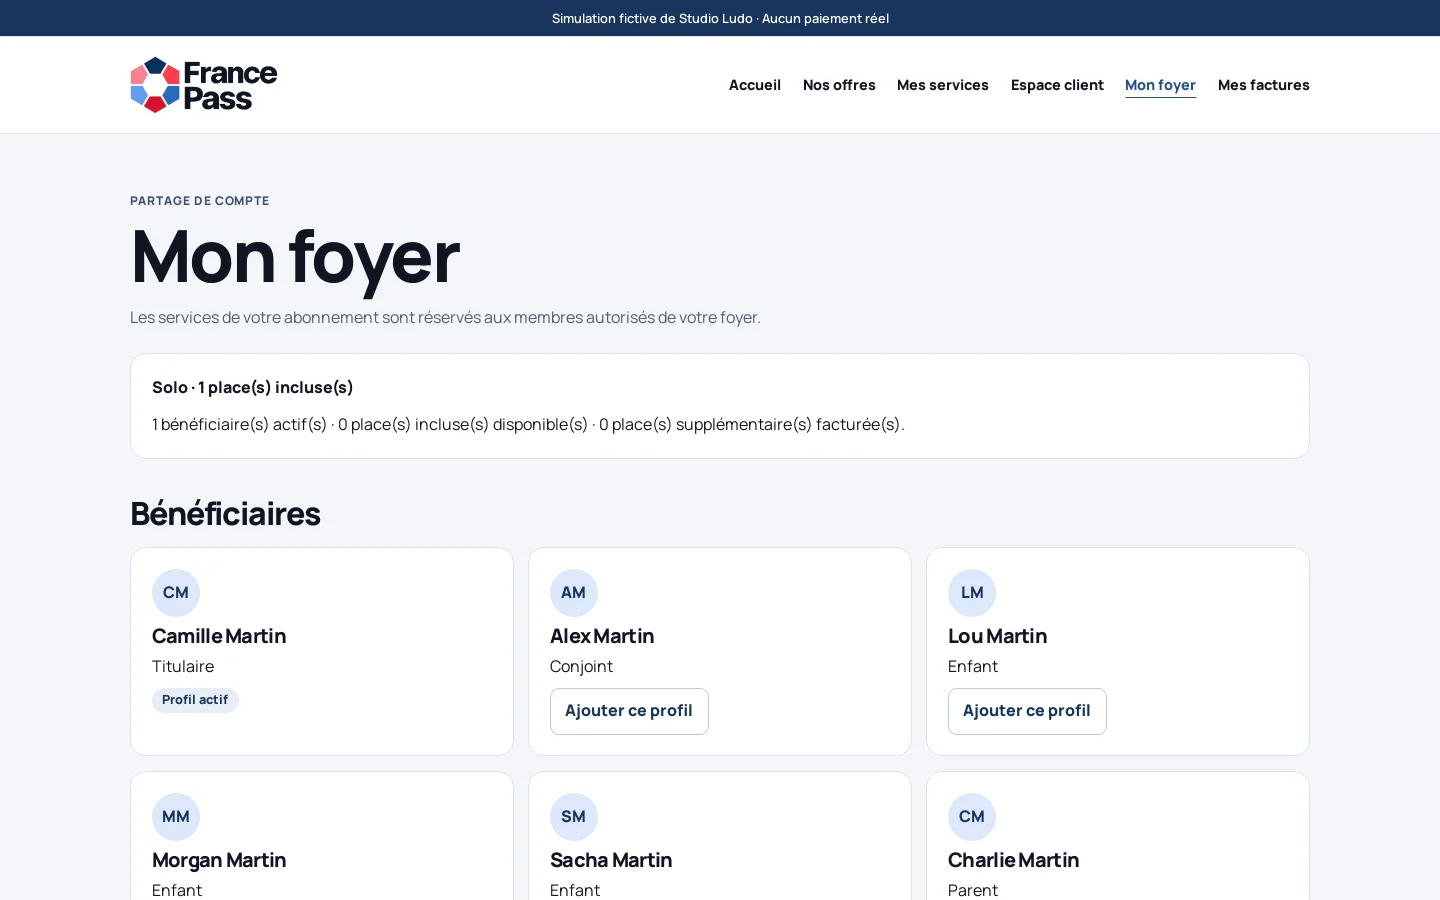 Simulation fictive de Studio Ludo · Aucun paiement réel
France
Pass
Accueil
Nos offres
Mes services
Espace client
Mon foyer
Mes factures
PARTAGE DE COMPTE
Mon foyer
Les services de votre abonnement sont réservés aux membres autorisés de votre foyer.
Solo · 1 place(s) incluse(s)
1 bénéficiaire(s) actif(s) · 0 place(s) incluse(s) disponible(s) · 0 place(s) supplémentaire(s) facturée(s).
Bénéficiaires
CM
Camille Martin
Titulaire
Profil actif
AM
Alex Martin
Conjoint
Ajouter ce profil
LM
Lou Martin
Enfant
Ajouter ce profil
MM
Morgan Martin
Enfant
SM
Sacha Martin
Enfant
CM
Charlie Martin
Parent